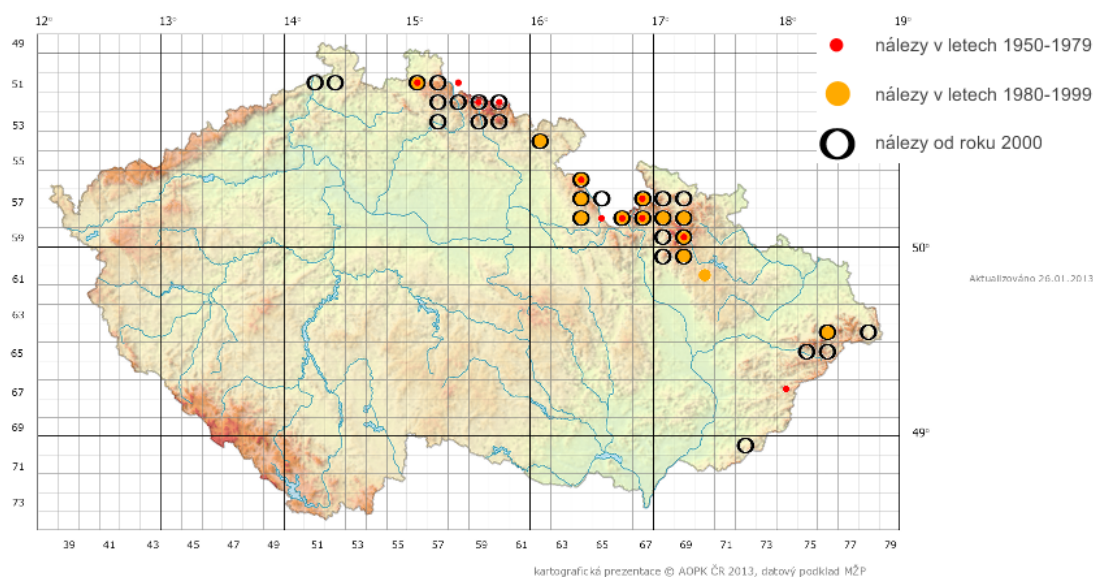 12° 13° 14° 15° 16° 17° 18° 19°
49
51
53
55
57
59
61
63
65
67
69
71
73
50°
49°
39 41 43 45 47 49 51 53 55 57 59 61 63 65 67 69 71 73 75 77 79
nálezy v letech 1950-1979
nálezy v letech 1980-1999
nálezy od roku 2000
Aktualizováno 26.01.2013
kartografická prezentace © AOPK ČR 2013, datový podklad MŽP